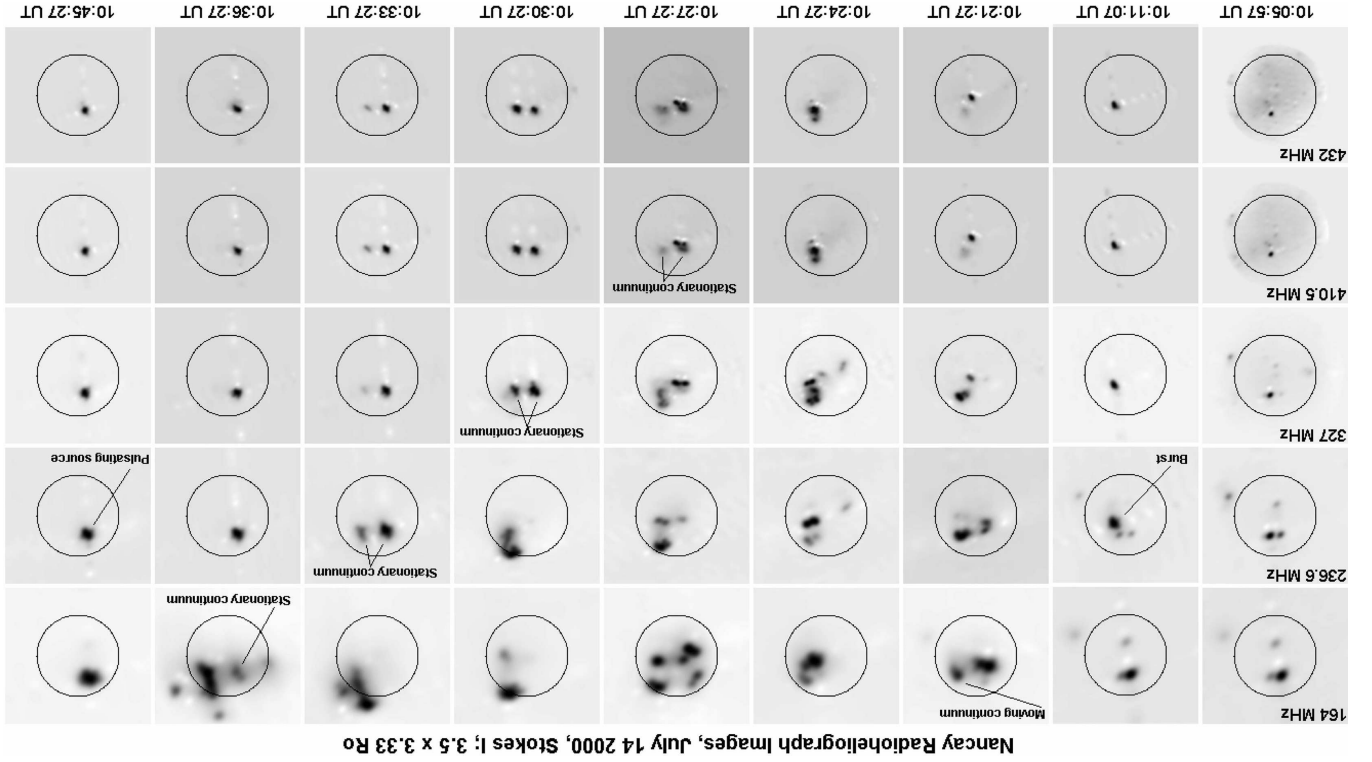 Nancay Radioheliograph Images, July 14 2000, Stokes I; 3.5 x 3.33 Ro
164 MHz
Moving continuum
Stationary continuum
236.6 MHz
Burst
Stationary continuum
Pulsating source
327 MHz
Stationary continuum
410.5 MHz
Stationary continuum
432 MHz
10:05:57 UT 10:11:07 UT 10:21:27 UT 10:24:27 UT 10:27:27 UT 10:30:27 UT 10:33:27 UT 10:36:27 UT 10:45:27 UT